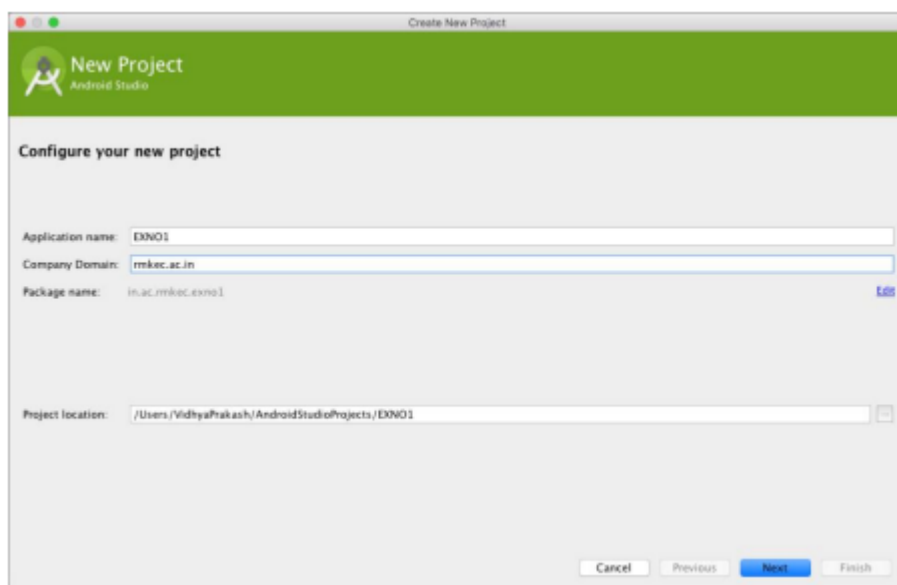 Create New Project
New Project
Android Studio
Configure your new project
Application name: EXNO1
Company Domain: rmkec.ac.in
Package name: in.ac.rmkec.exno1 Edit
Project location: /Users/VidhyaPrakash/AndroidStudioProjects/EXNO1
Cancel Previous Next Finish